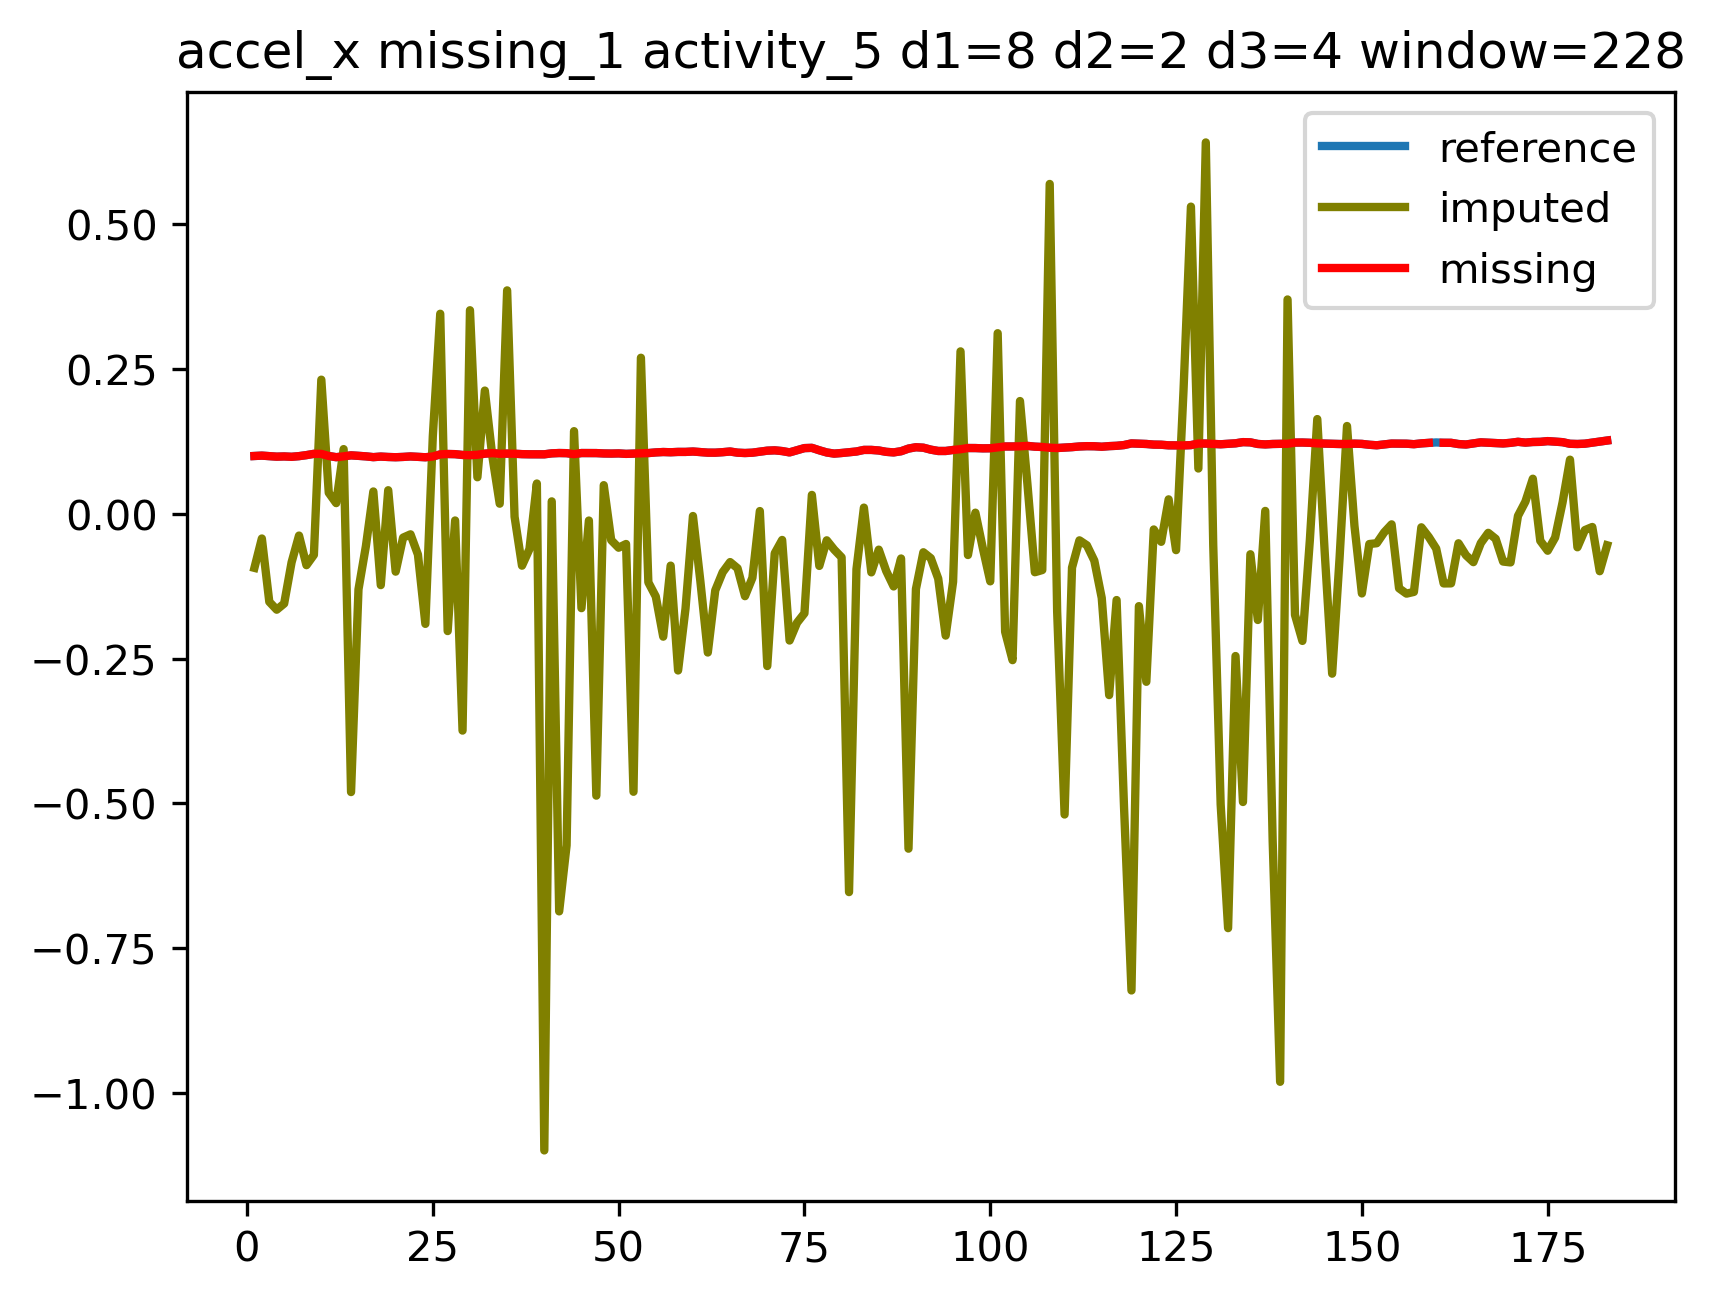 accel_x missing_1 activity_5 d1=8 d2=2 d3=4 window=228
reference
imputed
missing
0.50
0.25
0.00
−0.25
−0.50
−0.75
−1.00
0 25 50 75 100 125 150 175